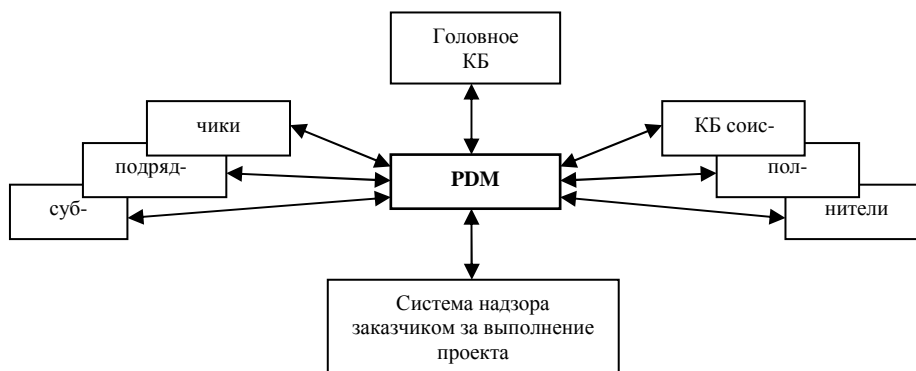 Головное
КБ
чики
КБ соис-
подряд-
PDM
пол-
суб-
нители
Система надзора
заказчиком за выполнение
проекта